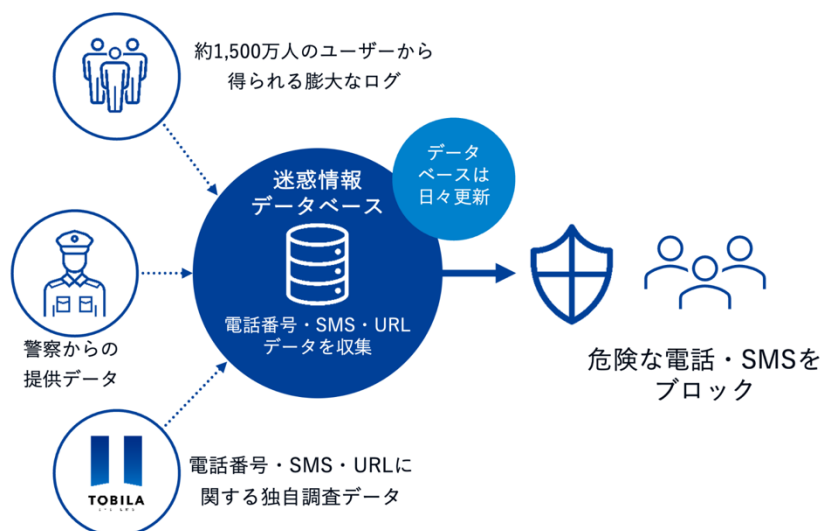 約1,500万人のユーザーから
得られる膨大なログ
データ
ベースは
日々更新
迷惑情報
データベース
電話番号・SMS・URL
データを収集
警察からの
提供データ
危険な電話・SMSを
ブロック
TOBILA
電話番号・SMS・URLに
関する独自調査データ